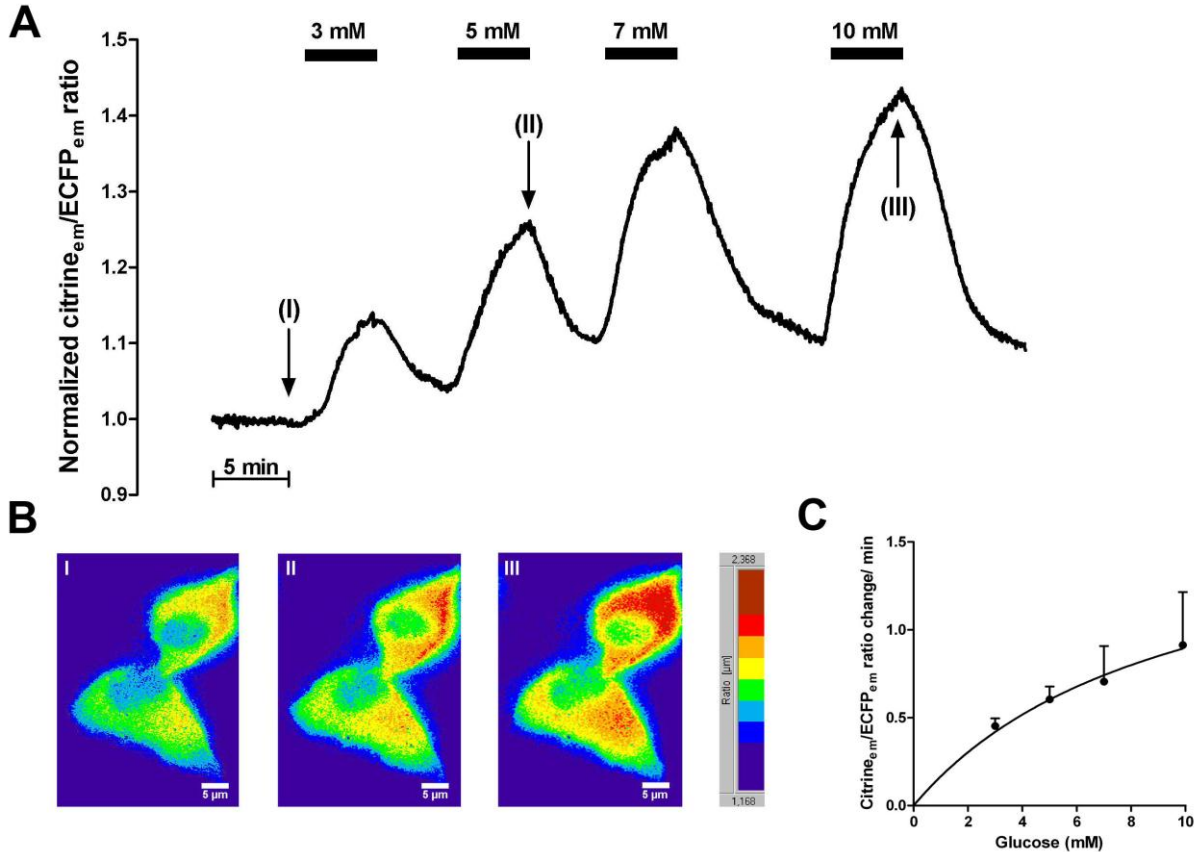 A
Normalized citrineem/ECFPem ratio
1.5
1.4
1.3
1.2
1.1
1.0
0.9
3 mM
5 mM
7 mM
10 mM
(I)
(II)
(III)
5 min
B
I
5 µm
II
5 µm
III
5 µm
2,368
Ratio [µm]
1,168
C
Citrineem/ECFPem ratio change/ min
1.5
1.0
0.5
0.0
0
2
4
6
8
10
Glucose (mM)